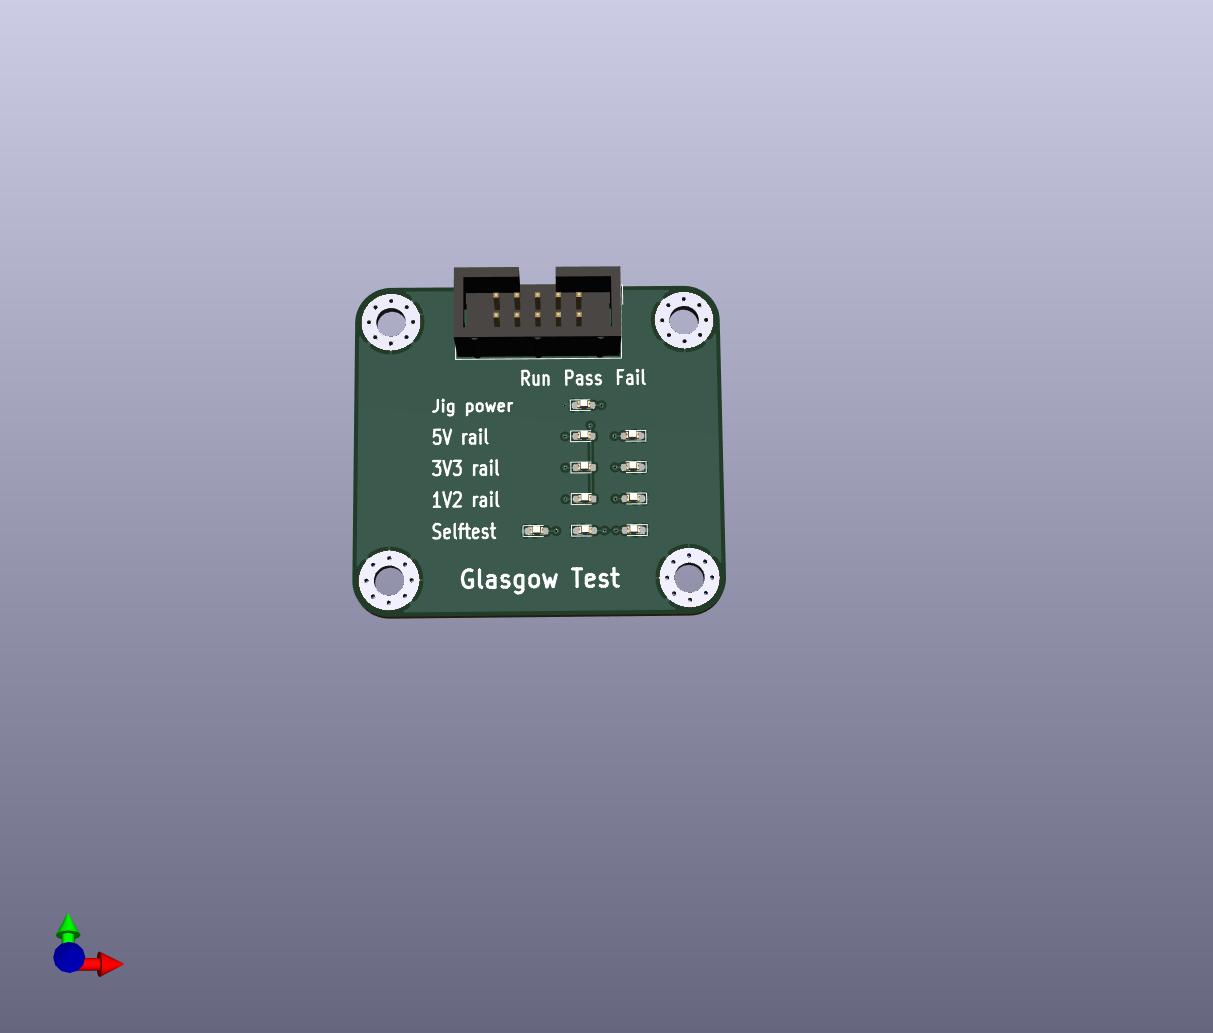 Run Pass Fail
Jig power
5V rail
3V3 rail
1V2 rail
Selftest
Glasgow Test